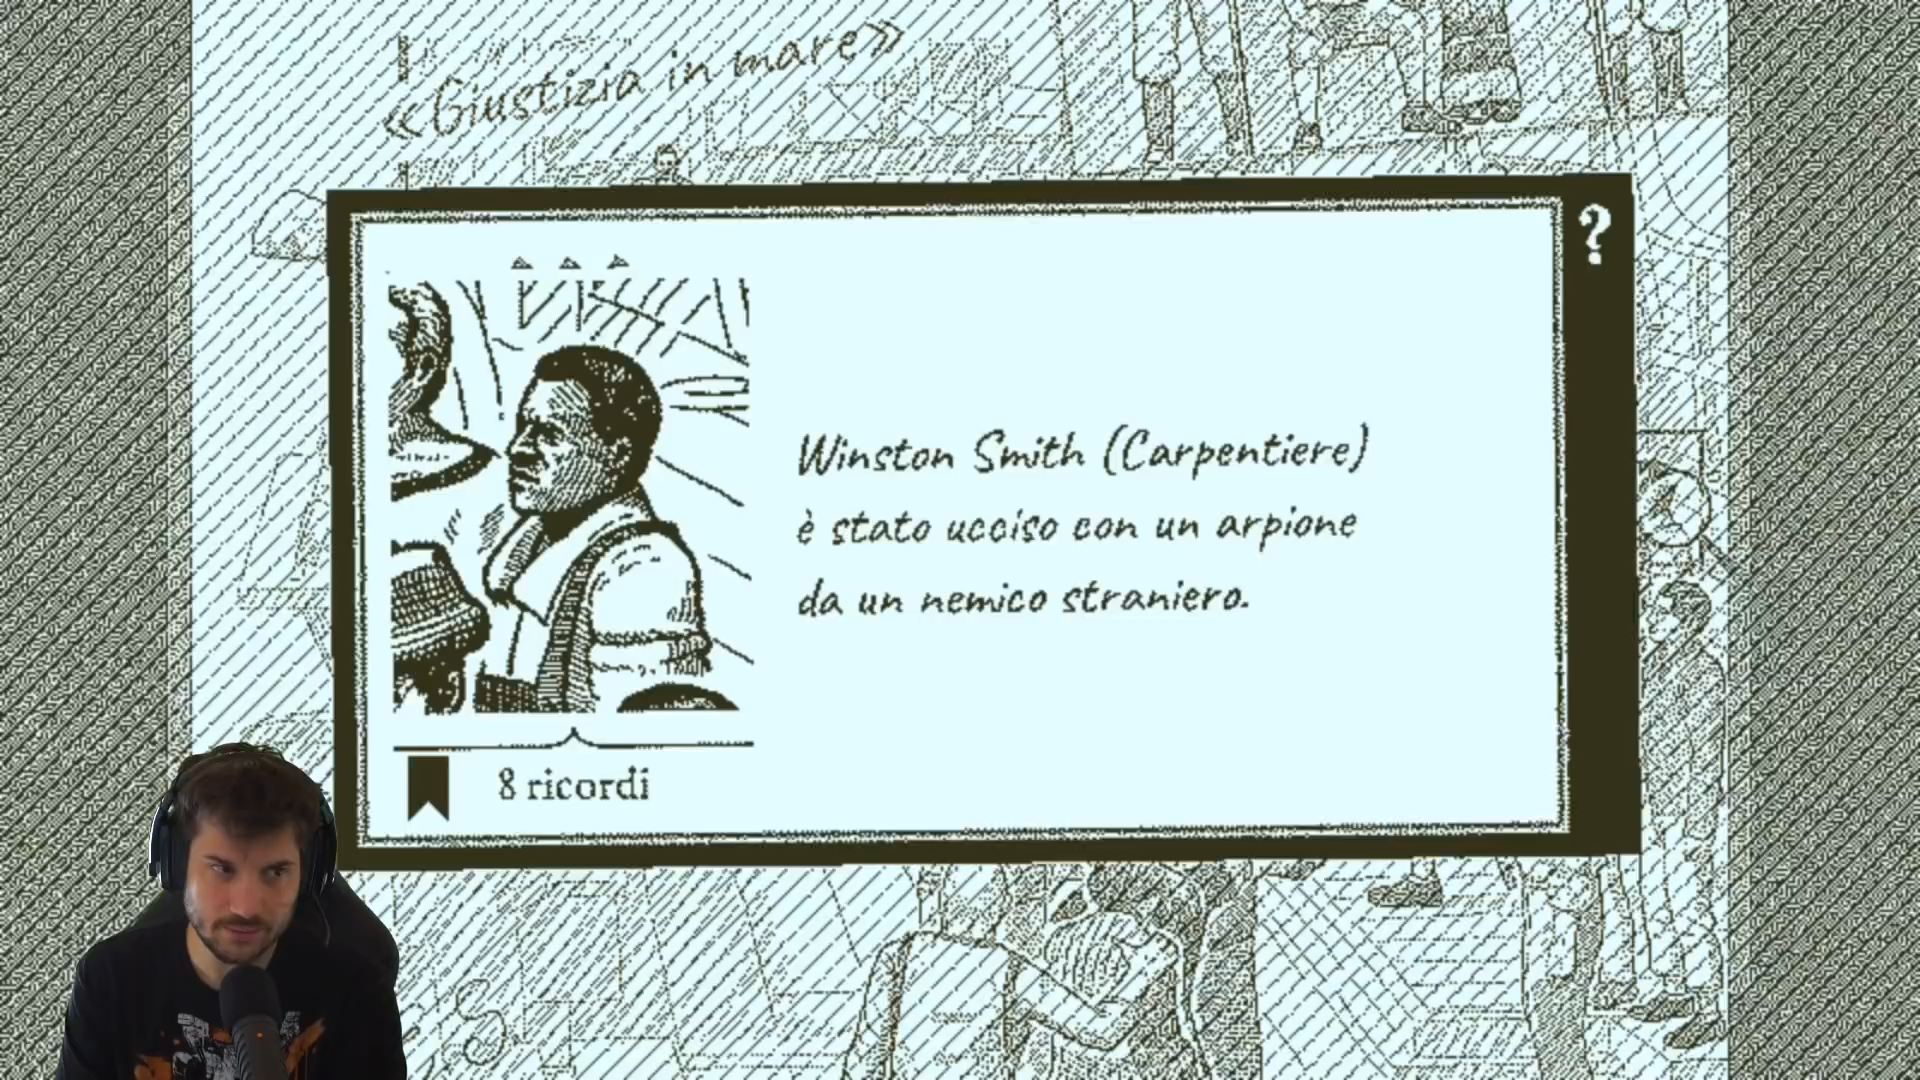 «Giustizia in mare»
?
Winston Smith (Carpentiere)
è stato ucciso con un arpione
da un nemico straniero.
8 ricordi